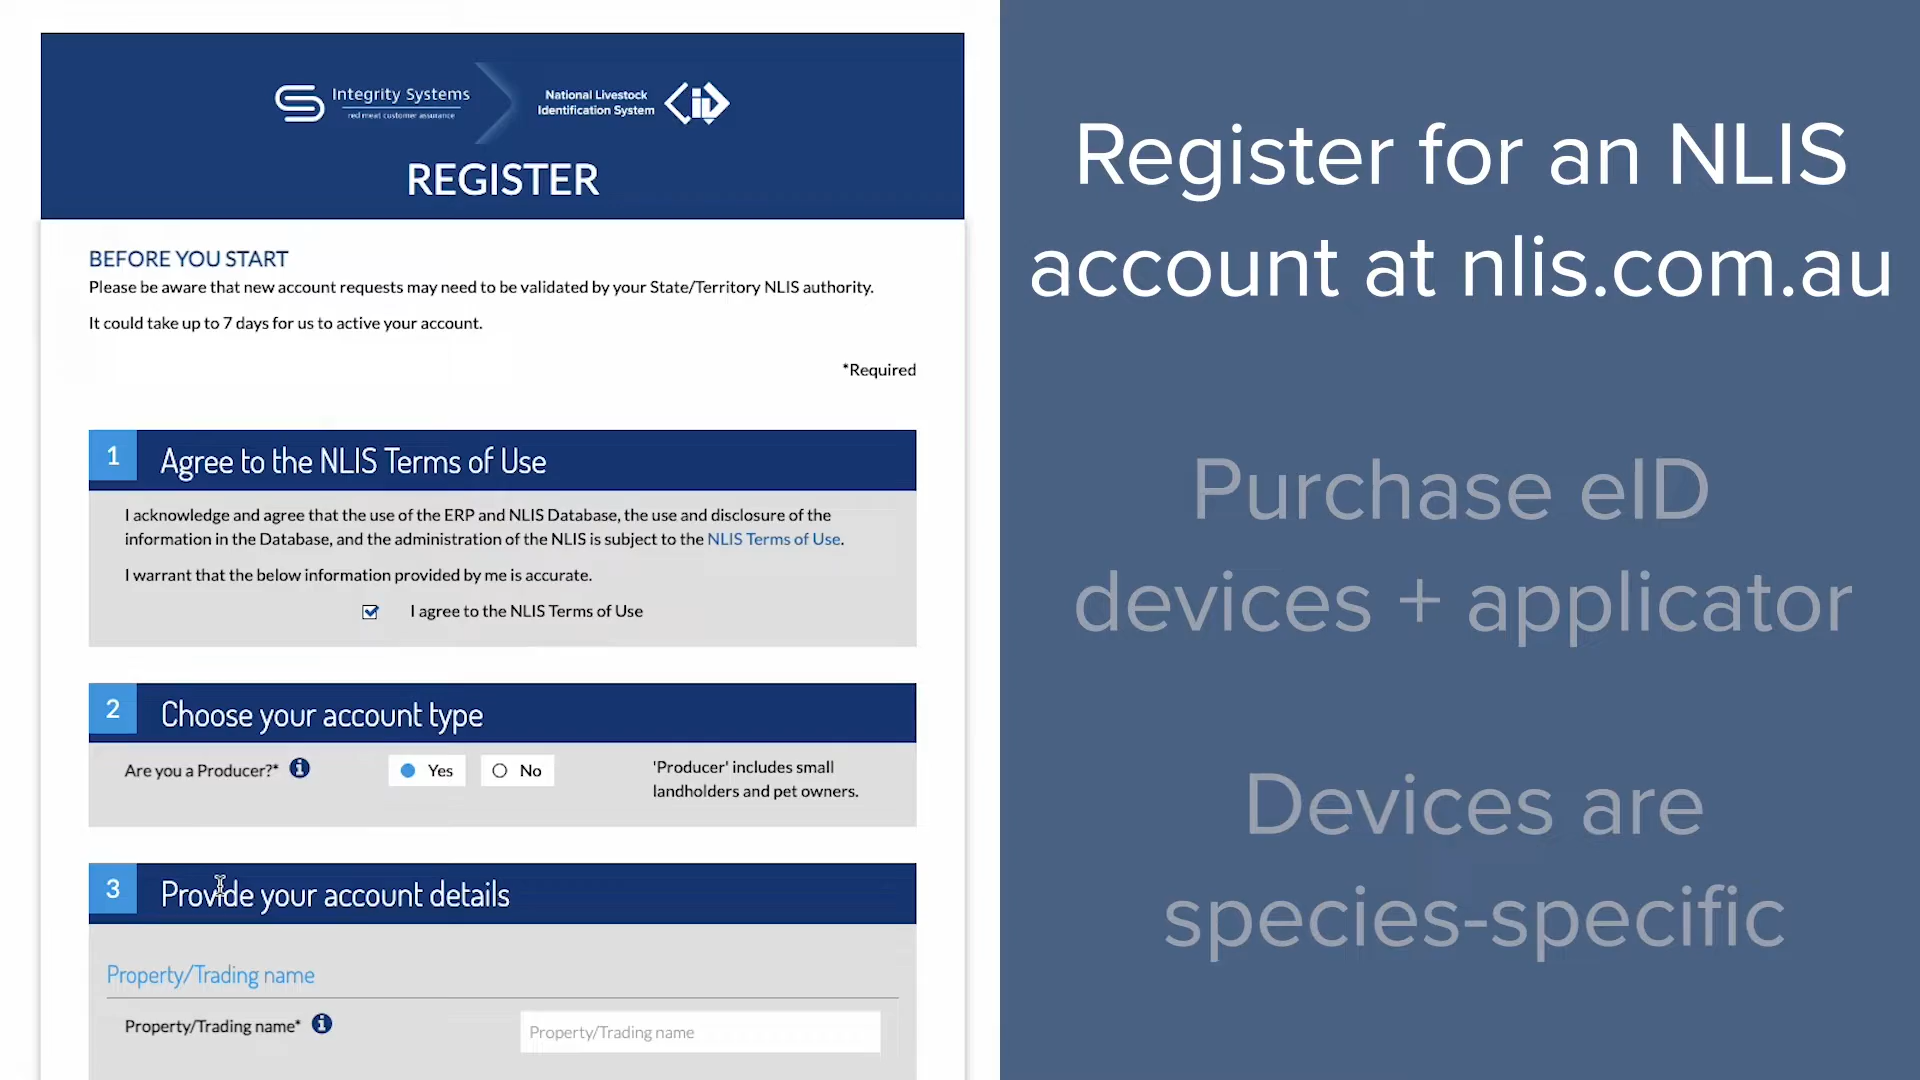 Integrity Systems
red meat customer assurance
National Livestock
Identification System
REGISTER
BEFORE YOU START
Please be aware that new account requests may need to be validated by your State/Territory NLIS authority.
It could take up to 7 days for us to active your account.
*Required
1 Agree to the NLIS Terms of Use
I acknowledge and agree that the use of the ERP and NLIS Database, the use and disclosure of the
information in the Database, and the administration of the NLIS is subject to the NLIS Terms of Use.
I warrant that the below information provided by me is accurate.
I agree to the NLIS Terms of Use
2 Choose your account type
Are you a Producer?* i Yes No
'Producer' includes small
landholders and pet owners.
3 Provide your account details
Property/Trading name
Property/Trading name* i Property/Trading name
Register for an NLIS
account at nlis.com.au
Purchase eID
devices + applicator
Devices are
species-specific